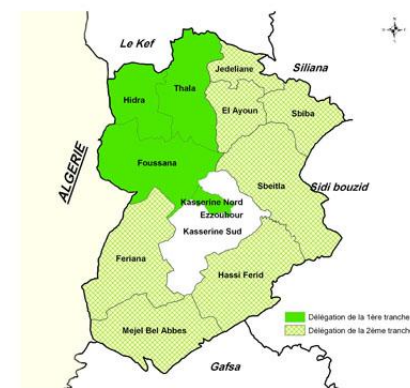 Le Kef
Siliana
Jedeliane
Thala
Hidra
El Ayoun
Sbiba
ALGERIE
Foussana
Sbeitla
Sidi bouzid
Kasserine Nord
Ezzouhour
Kasserine Sud
Feriana
Hassi Ferid
Délégation de la 1ère tranche
Délégation de la 2ème tranche
Mejel Bel Abbes
Gafsa